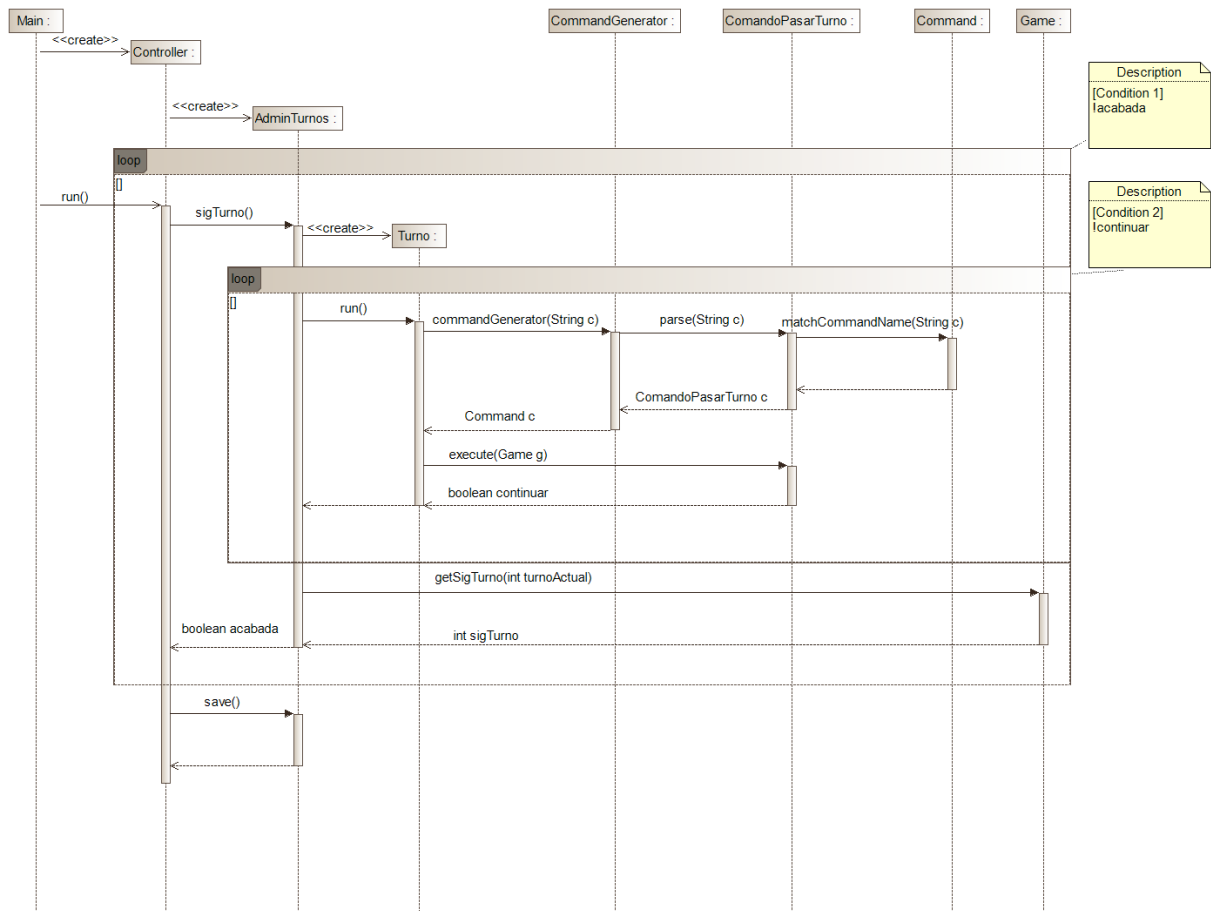 Main :
CommandGenerator :
ComandoPasarTurno :
Command :
Game :
<<create>>
Controller :
Description
[Condition 1]
!acabada
<<create>>
AdminTurnos :
loop
[]
run()
sigTurno()
<<create>>
Turno :
Description
[Condition 2]
!continuar
loop
[]
run()
commandGenerator(String c)
parse(String c)
matchCommandName(String c)
ComandoPasarTurno c
Command c
execute(Game g)
boolean continuar
getSigTurno(int turnoActual)
boolean acabada
int sigTurno
save()